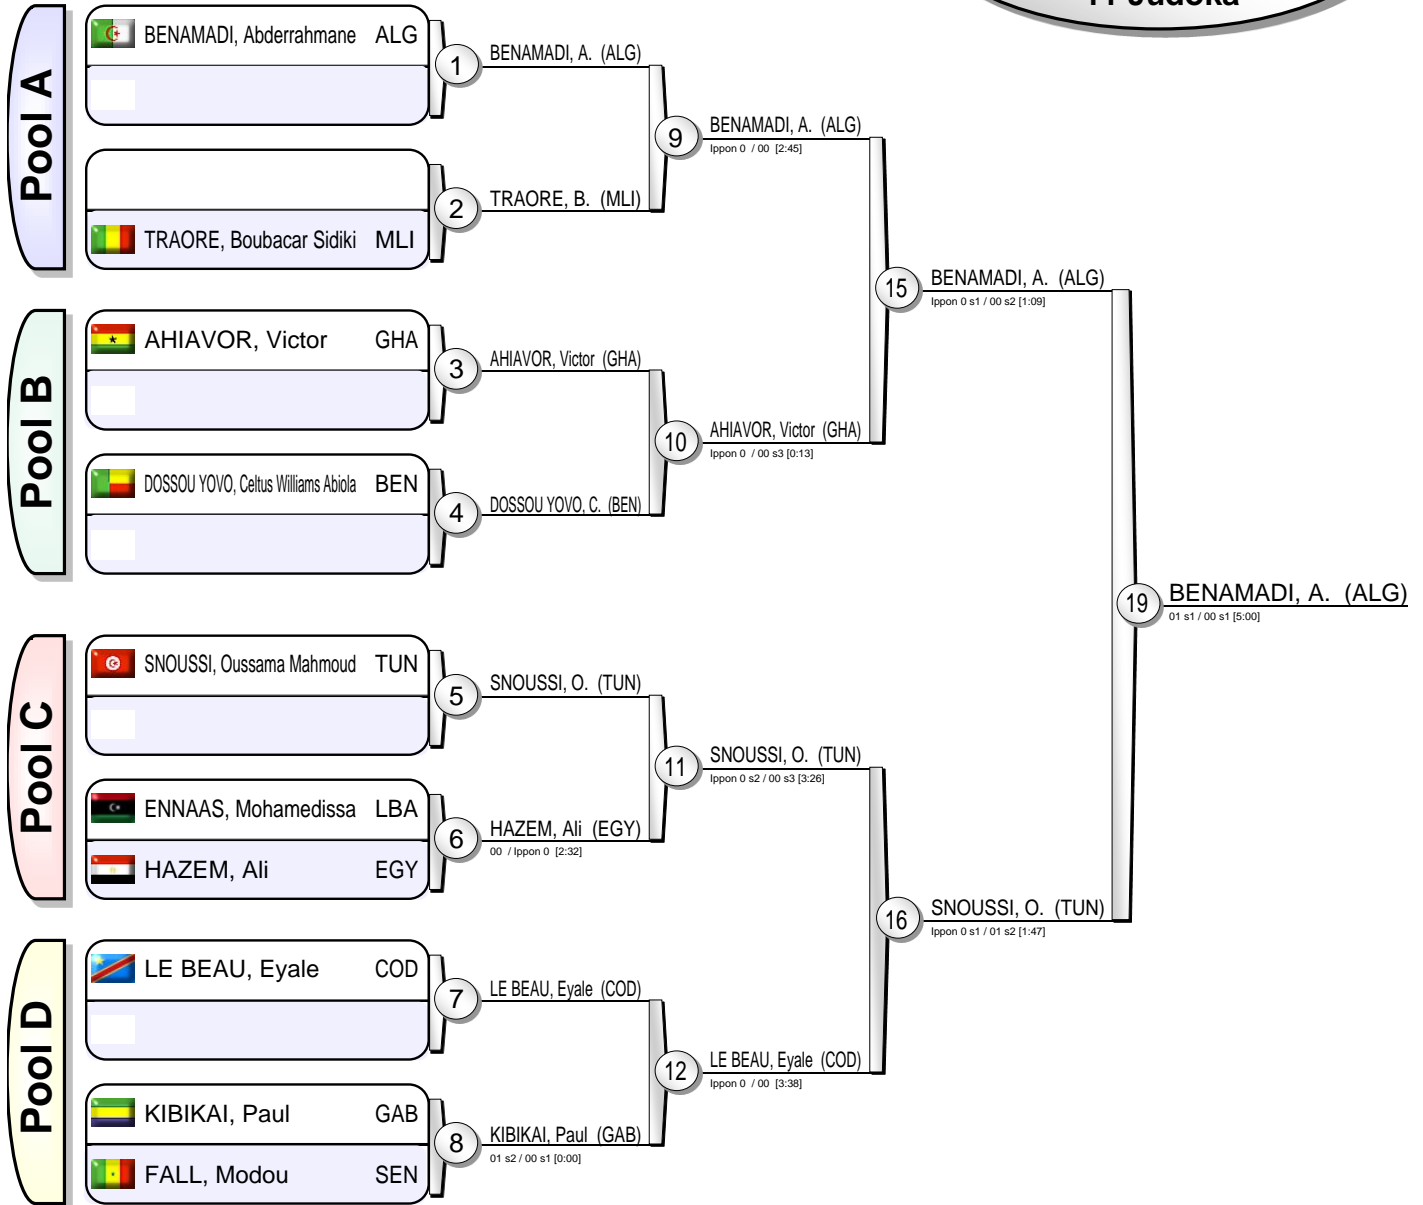 11 Judoka
Pool A
BENAMADI, Abderrahmane ALG
1
BENAMADI, A. (ALG)
TRAORE, Boubacar Sidiki MLI
2
TRAORE, B. (MLI)
9
BENAMADI, A. (ALG)
Ippon 0 / 00 [2:45]
Pool B
AHIAVOR, Victor GHA
3
AHIAVOR, Victor (GHA)
DOSSOU YOVO, Celtus Williams Abiola BEN
4
DOSSOU YOVO, C. (BEN)
10
AHIAVOR, Victor (GHA)
Ippon 0 / 00 s3 [0:13]
15
BENAMADI, A. (ALG)
Ippon 0 s1 / 00 s2 [1:09]
Pool C
SNOUSSI, Oussama Mahmoud TUN
5
SNOUSSI, O. (TUN)
ENNAAS, Mohamedissa LBA
HAZEM, Ali EGY
6
HAZEM, Ali (EGY)
00 / Ippon 0 [2:32]
11
SNOUSSI, O. (TUN)
Ippon 0 s2 / 00 s3 [3:26]
Pool D
LE BEAU, Eyale COD
7
LE BEAU, Eyale (COD)
KIBIKAI, Paul GAB
FALL, Modou SEN
8
KIBIKAI, Paul (GAB)
01 s2 / 00 s1 [0:00]
12
LE BEAU, Eyale (COD)
Ippon 0 / 00 [3:38]
16
SNOUSSI, O. (TUN)
Ippon 0 s1 / 01 s2 [1:47]
19
BENAMADI, A. (ALG)
01 s1 / 00 s1 [5:00]